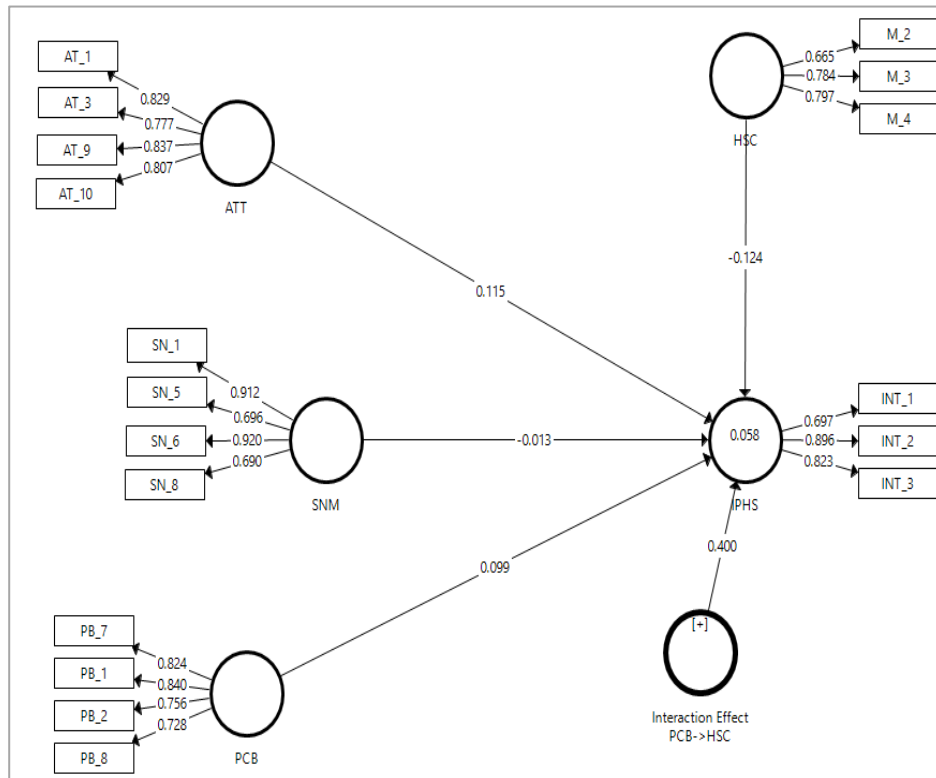 AT_1
AT_3
AT_9
AT_10
0.829
0.777
0.837
0.807
ATT
M_2
M_3
M_4
0.665
0.784
0.797
HSC
-0.124
0.115
SN_1
SN_5
SN_6
SN_8
0.912
0.696
0.920
0.690
SNM
-0.013
0.058
IPHS
INT_1
INT_2
INT_3
0.697
0.896
0.823
0.400
0.099
[+]
Interaction Effect
PCB->HSC
PB_7
PB_1
PB_2
PB_8
0.824
0.840
0.756
0.728
PCB